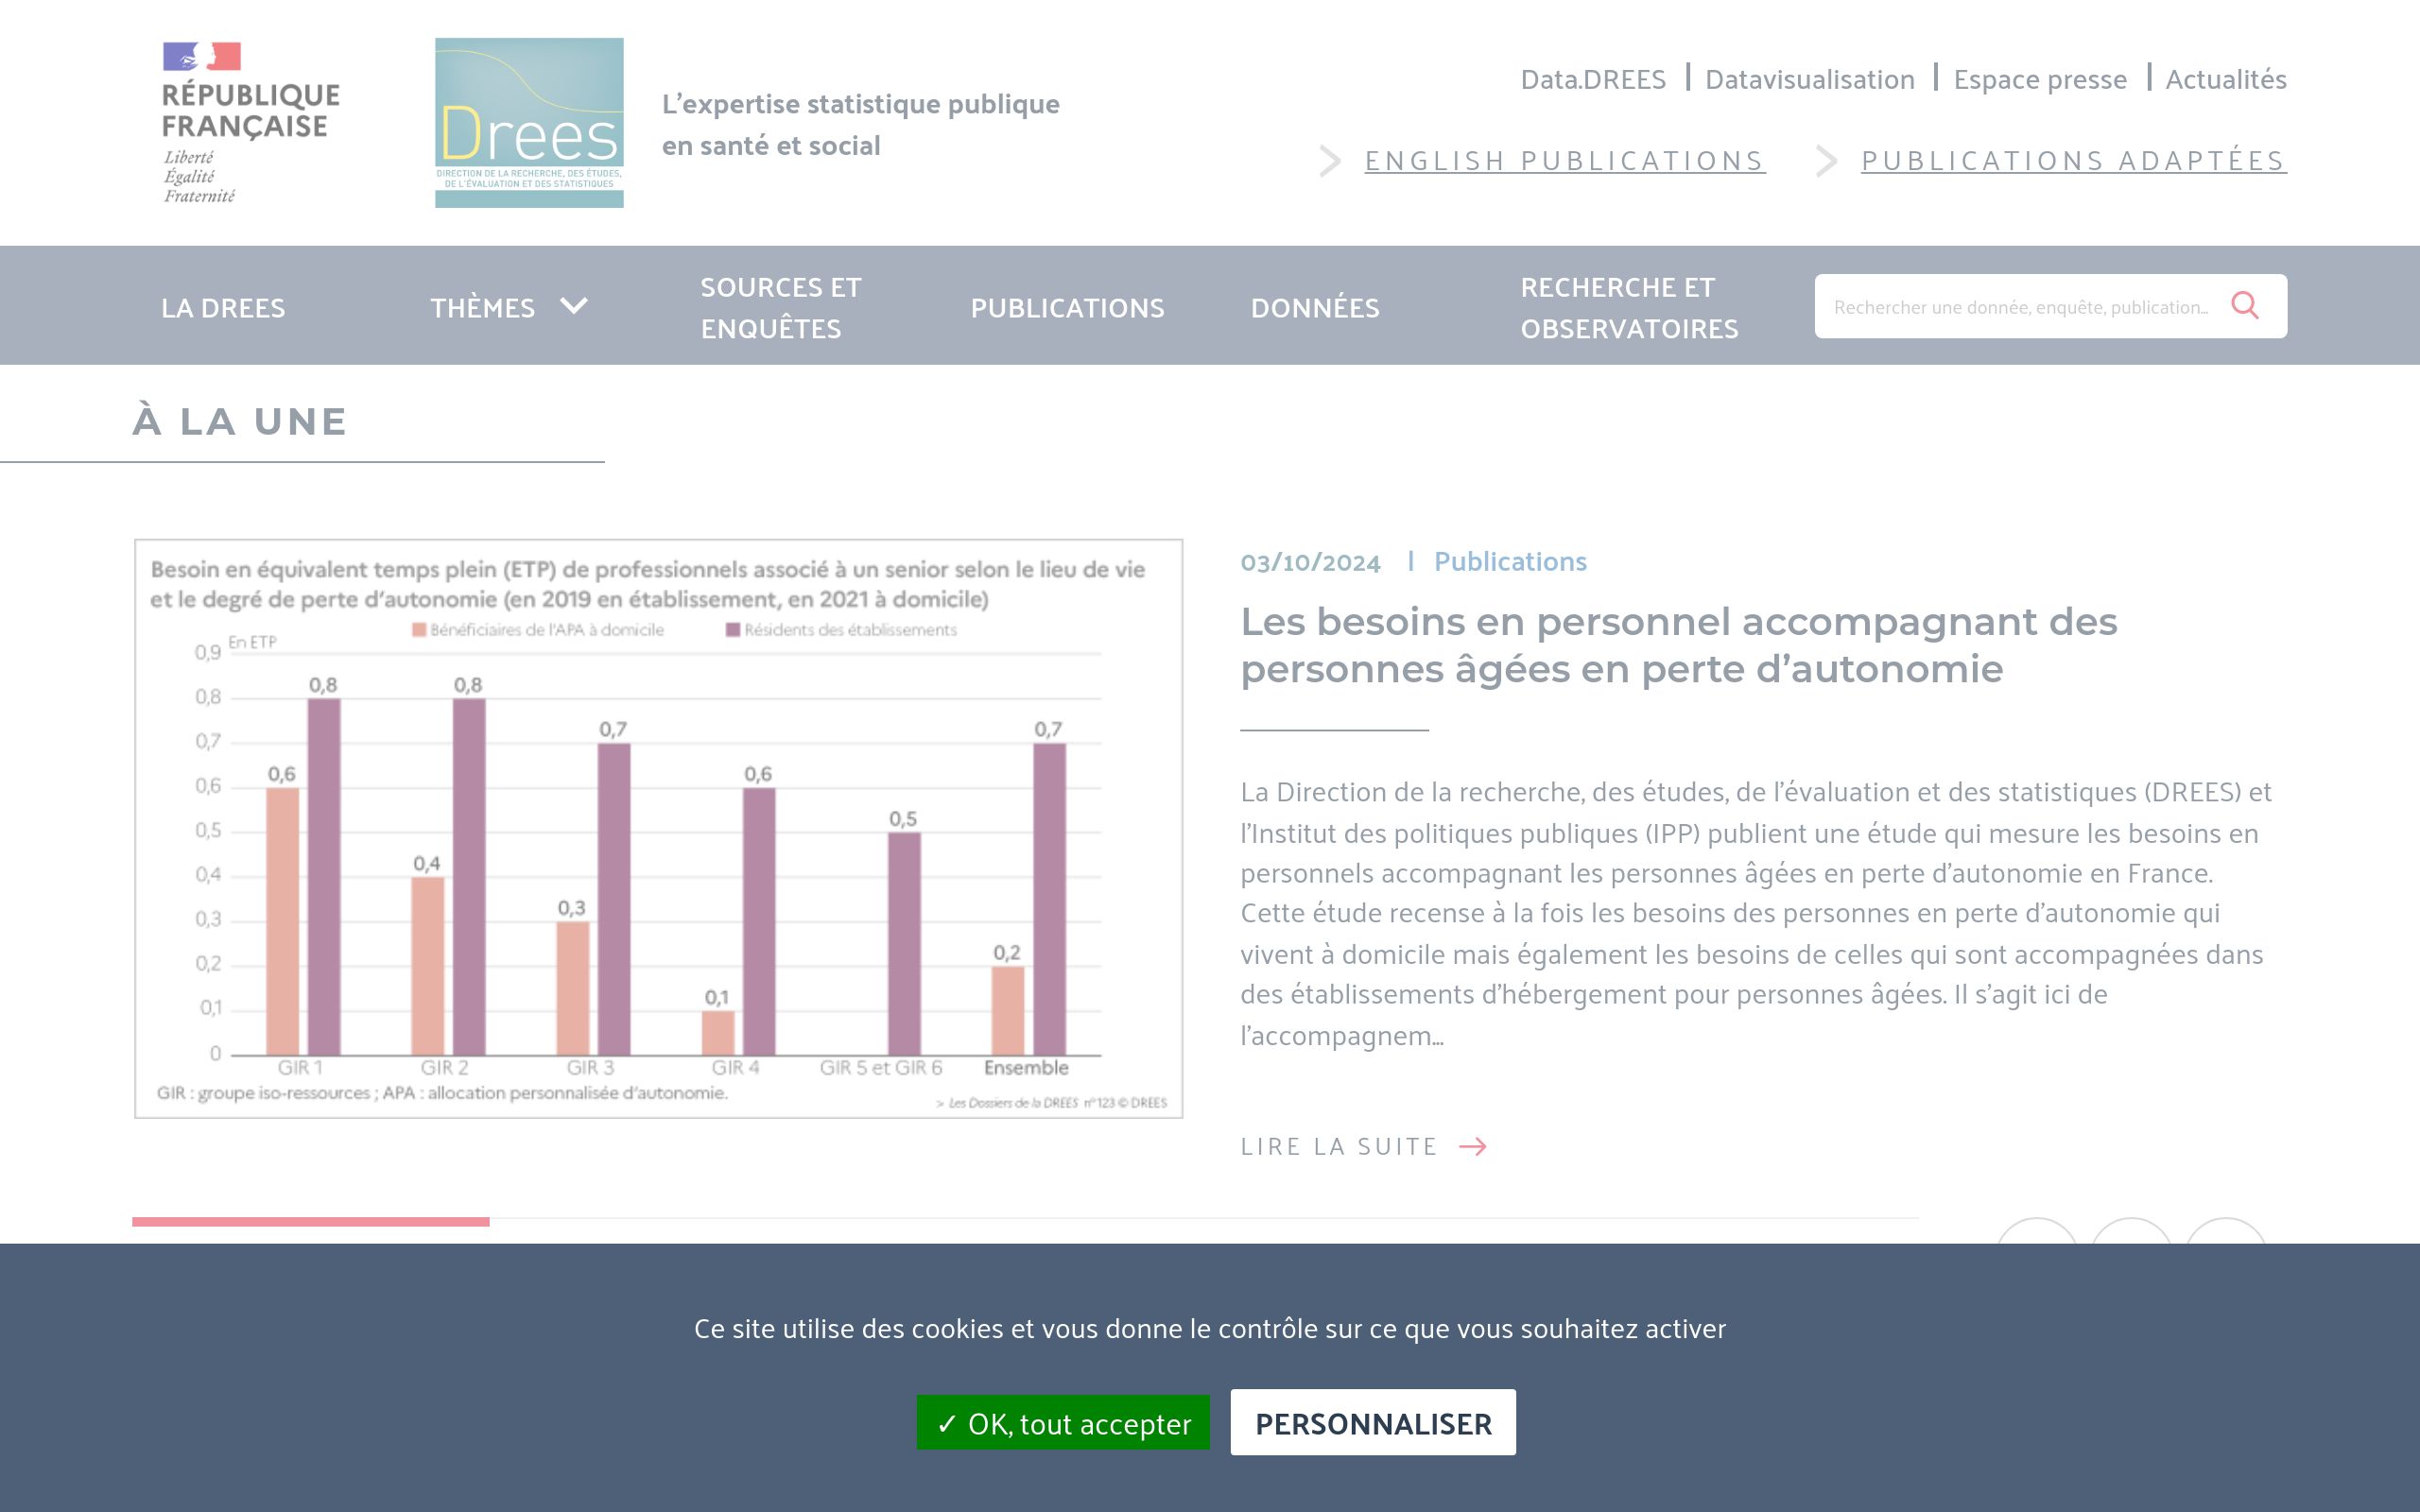 RÉPUBLIQUE
FRANÇAISE
Liberté
Égalité
Fraternité
Drees
DIRECTION DE LA RECHERCHE, DES ÉTUDES,
DE L'ÉVALUATION ET DES STATISTIQUES
L'expertise statistique publique
en santé et social
Data.DREES | Datavisualisation | Espace presse | Actualités
ENGLISH PUBLICATIONS PUBLICATIONS ADAPTÉES
LA DREES
THÈMES
SOURCES ET
ENQUÊTES
PUBLICATIONS
DONNÉES
RECHERCHE ET
OBSERVATOIRES
Rechercher une donnée, enquête, publication...
À LA UNE
Besoin en équivalent temps plein (ETP) de professionnels associé à un senior selon le lieu de vie
et le degré de perte d'autonomie (en 2019 en établissement, en 2021 à domicile)
Bénéficiaires de l'APA à domicile Résidents des établissements
En ETP
0,9
0,8
0,7
0,6
0,5
0,4
0,3
0,2
0,1
0
0,6 0,8
0,4 0,8
0,3 0,7
0,1 0,6
0,5
0,2 0,7
GIR 1 GIR 2 GIR 3 GIR 4 GIR 5 et GIR 6 Ensemble
GIR : groupe iso-ressources ; APA : allocation personnalisée d'autonomie.
> Les Dossiers de la DREES n°123 © DREES
03/10/2024 | Publications
Les besoins en personnel accompagnant des
personnes âgées en perte d’autonomie
La Direction de la recherche, des études, de l’évaluation et des statistiques (DREES) et
l’Institut des politiques publiques (IPP) publient une étude qui mesure les besoins en
personnels accompagnant les personnes âgées en perte d’autonomie en France.
Cette étude recense à la fois les besoins des personnes en perte d’autonomie qui
vivent à domicile mais également les besoins de celles qui sont accompagnées dans
des établissements d’hébergement pour personnes âgées. Il s’agit ici de
l’accompagnem...
LIRE LA SUITE
Ce site utilise des cookies et vous donne le contrôle sur ce que vous souhaitez activer
✓ OK, tout accepter PERSONNALISER